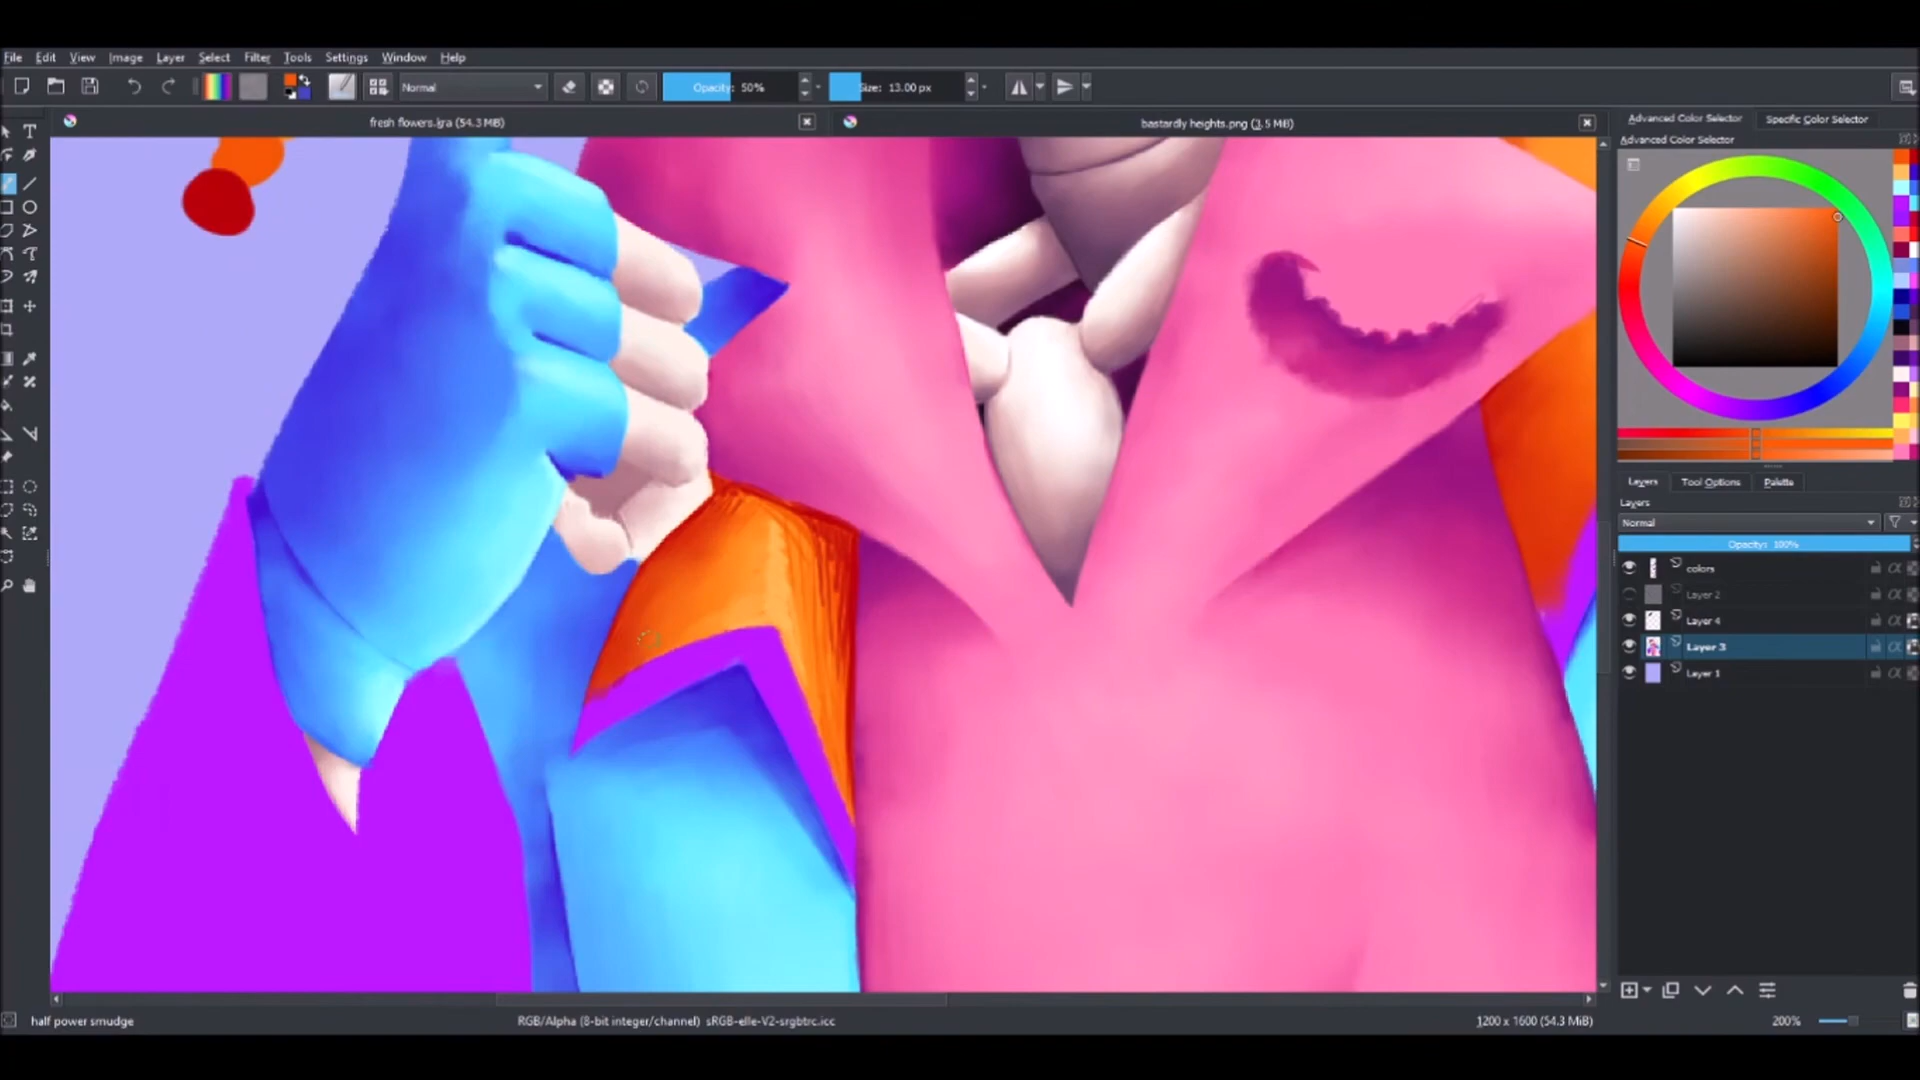 File Edit View Image Layer Select Filter Tools Settings Window Help
Normal Opacity: 50% Size: 13.00 px
fresh flowers.kra (54.3 MiB) bastardly heights.png (3.5 MiB)
Advanced Color Selector Specific Color Selector
Advanced Color Selector
Layers Tool Options Palette
Layers
Normal
Opacity: 100%
colors
Layer 2
Layer 4
Layer 3
Layer 1
half power smudge RGB/Alpha (8-bit integer/channel) sRGB-elle-V2-srgbtrc.icc 1200 x 1600 (54.3 MiB) 200%